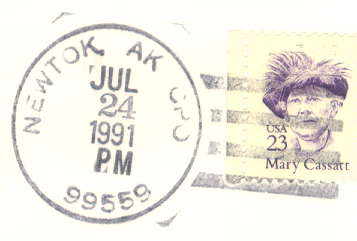 NEWTOK, AK CPO
JUL
24
1991
PM
99559
USA
23
Mary Cassatt